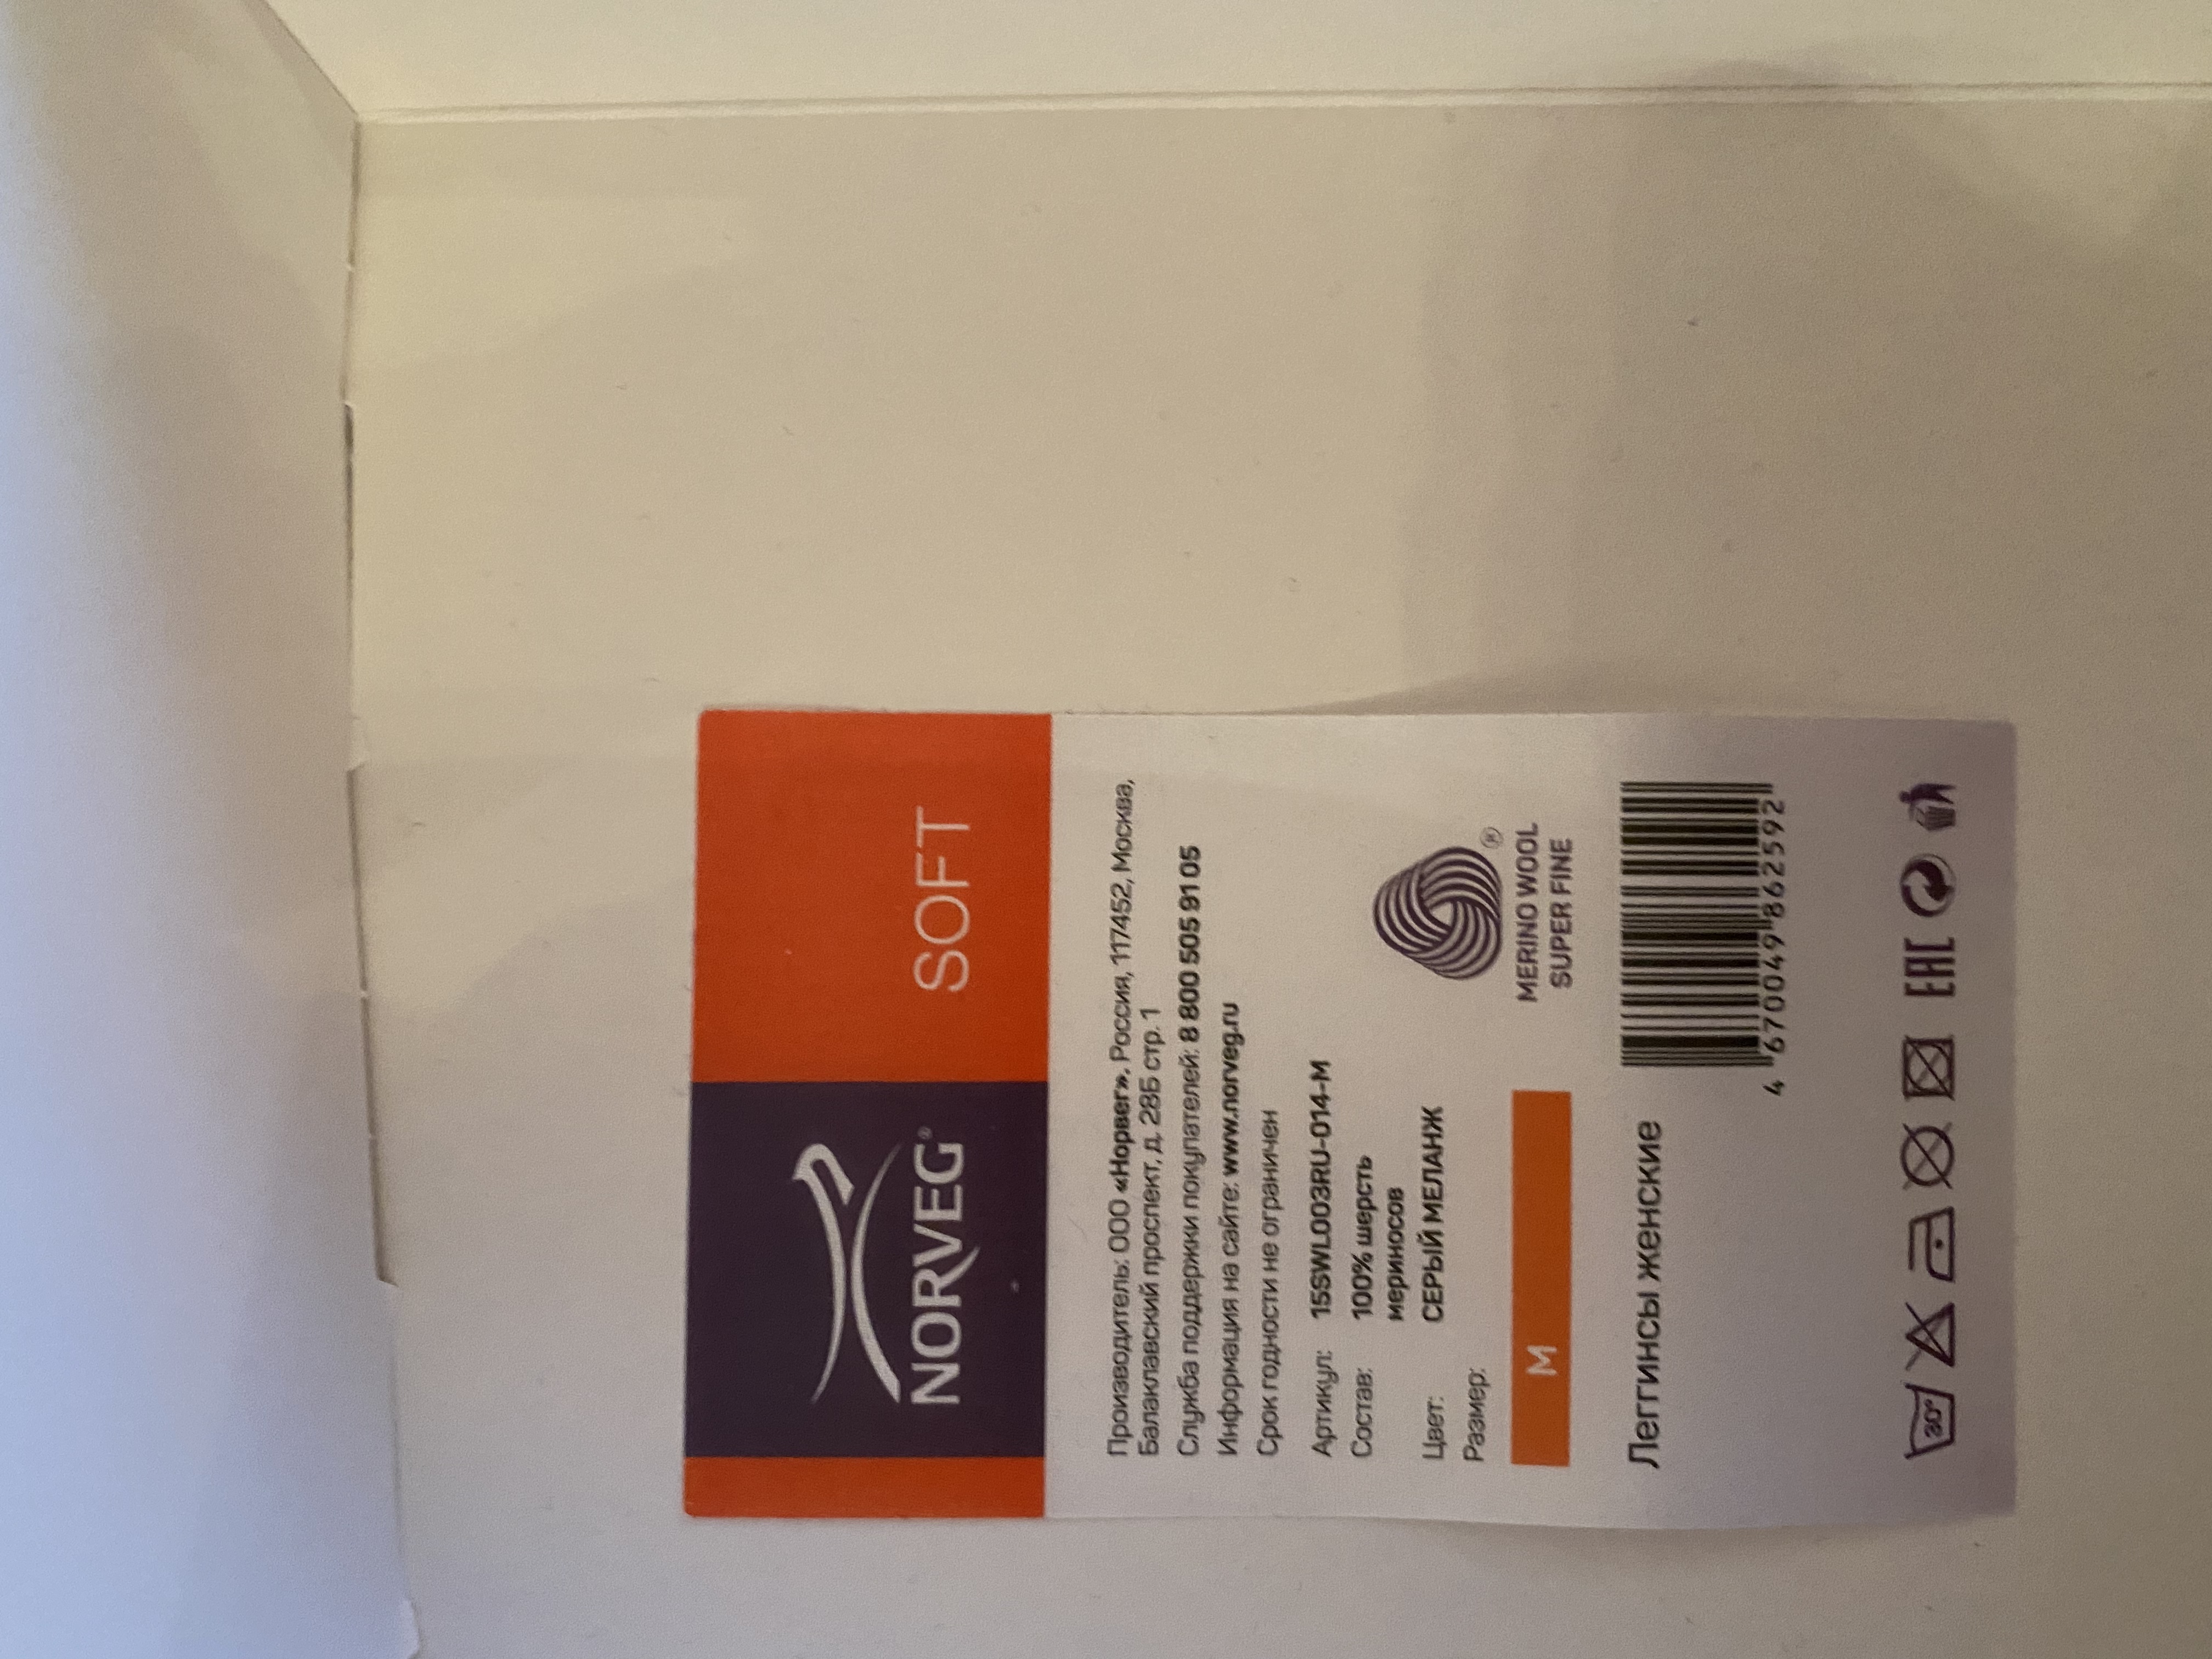 NORVEG®
SOFT
Производитель: ООО «Норвег». Россия, 117452, Москва,
Балаклавский проспект, д. 28Б стр. 1
Служба поддержки покупателей: 8 800 505 91 05
Информация на сайте: www.norveg.ru
Срок годности не ограничен
Артикул: 15SWL003RU-014-M
Состав: 100% шерсть
мериносов
Цвет: СЕРЫЙ МЕЛАНЖ
Размер:
M
®
MERINO WOOL
SUPER FINE
Леггинсы женские
4 670049 862592
30° EAC